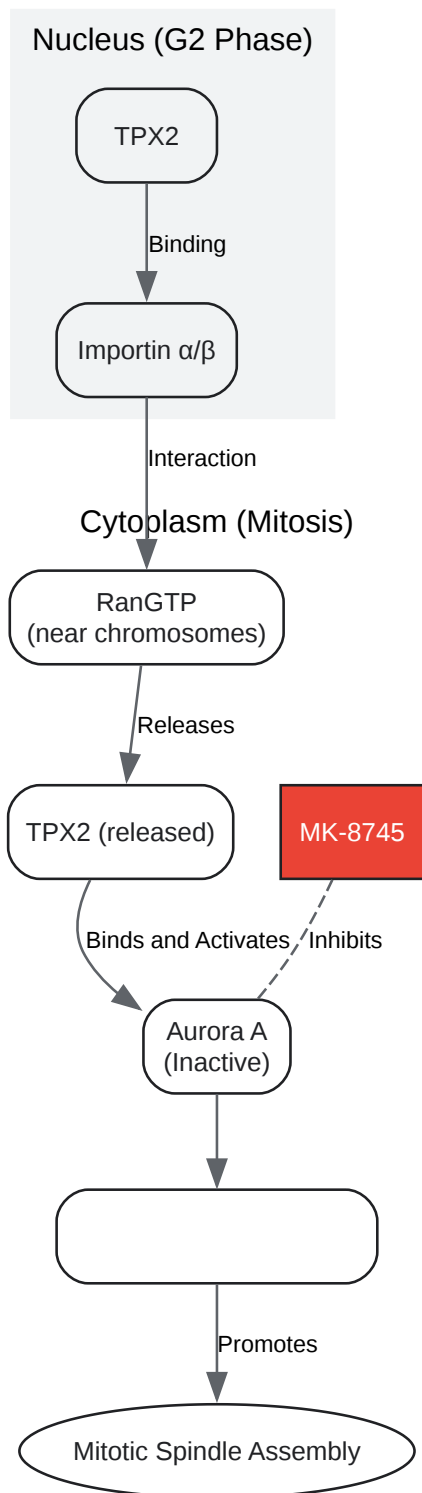 Nucleus (G2 Phase)
TPX2
Binding
Importin α/β
Interaction
Cytoplasm (Mitosis)
RanGTP
(near chromosomes)
Releases
TPX2 (released)
MK-8745
Binds and Activates
Inhibits
Aurora A
(Inactive)
Promotes
Mitotic Spindle Assembly